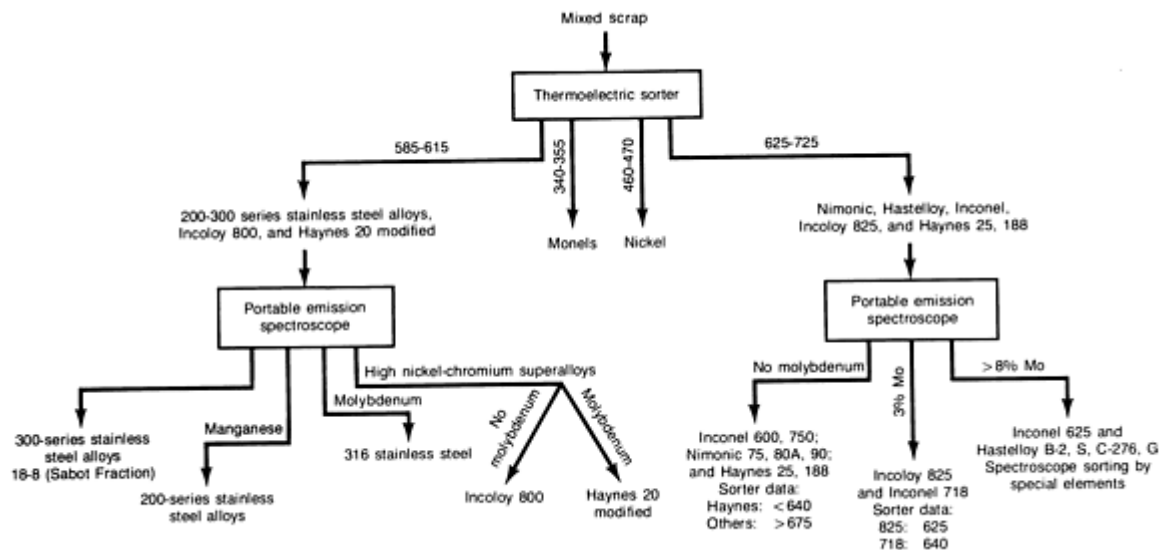 Mixed scrap
Thermoelectric sorter
585-615
340-355
460-470
625-725
200-300 series stainless steel alloys,
Incoloy 800, and Haynes 20 modified
Monels
Nickel
Nimonic, Hastelloy, Inconel,
Incoloy 825, and Haynes 25, 188
Portable emission
spectroscope
Portable emission
spectroscope
High nickel-chromium superalloys
Manganese
Molybdenum
No
molybdenum
Molybdenum
No molybdenum
3% Mo
>8% Mo
300-series stainless
steel alloys
18-8 (Sabot Fraction)
200-series stainless
steel alloys
316 stainless steel
Incoloy 800
Haynes 20
modified
Inconel 600, 750;
Nimonic 75, 80A, 90;
and Haynes 25, 188
Sorter data:
Haynes: <640
Others: >675
Incoloy 825
and Inconel 718
Sorter data:
825: 625
718: 640
Inconel 625 and
Hastelloy B-2, S, C-276, G
Spectroscope sorting by
special elements